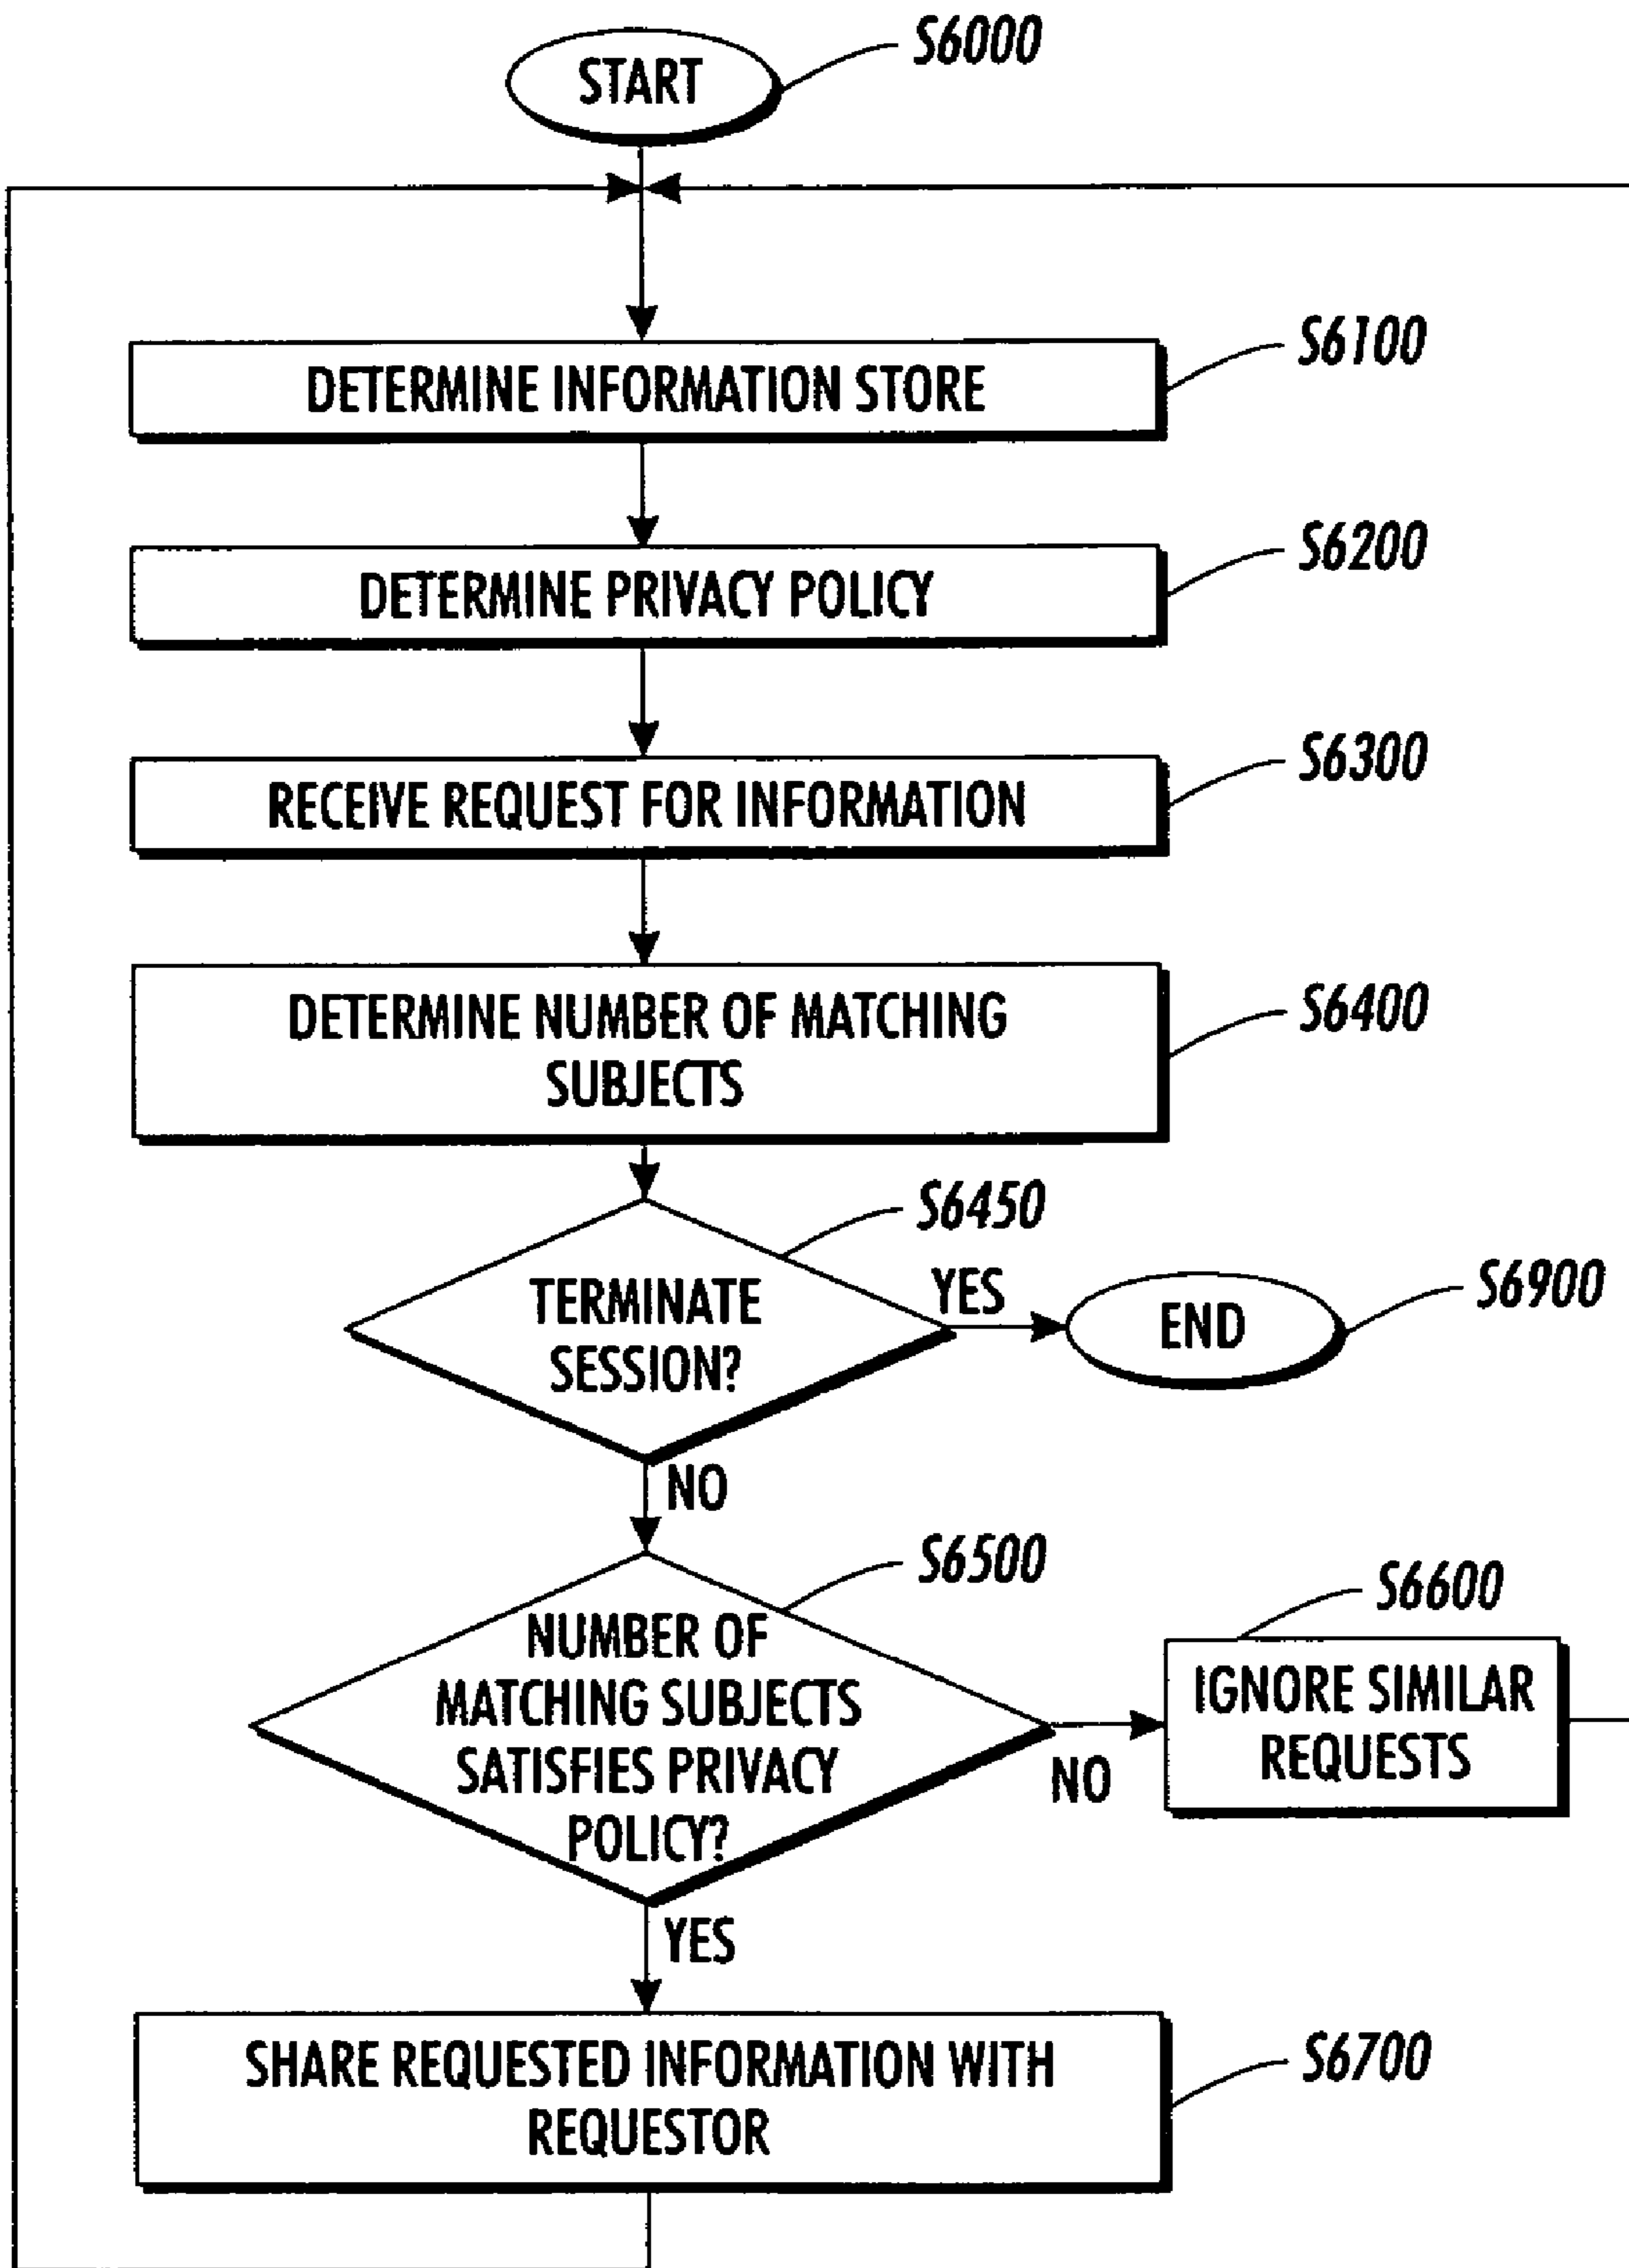 S6000
START
S6100
DETERMINE INFORMATION STORE
S6200
DETERMINE PRIVACY POLICY
S6300
RECEIVE REQUEST FOR INFORMATION
S6400
DETERMINE NUMBER OF MATCHING
SUBJECTS
S6450
TERMINATE
SESSION?
YES
S6900
END
NO
S6500
NUMBER OF
MATCHING SUBJECTS
SATISFIES PRIVACY
POLICY?
NO
S6600
IGNORE SIMILAR
REQUESTS
YES
S6700
SHARE REQUESTED INFORMATION WITH
REQUESTOR